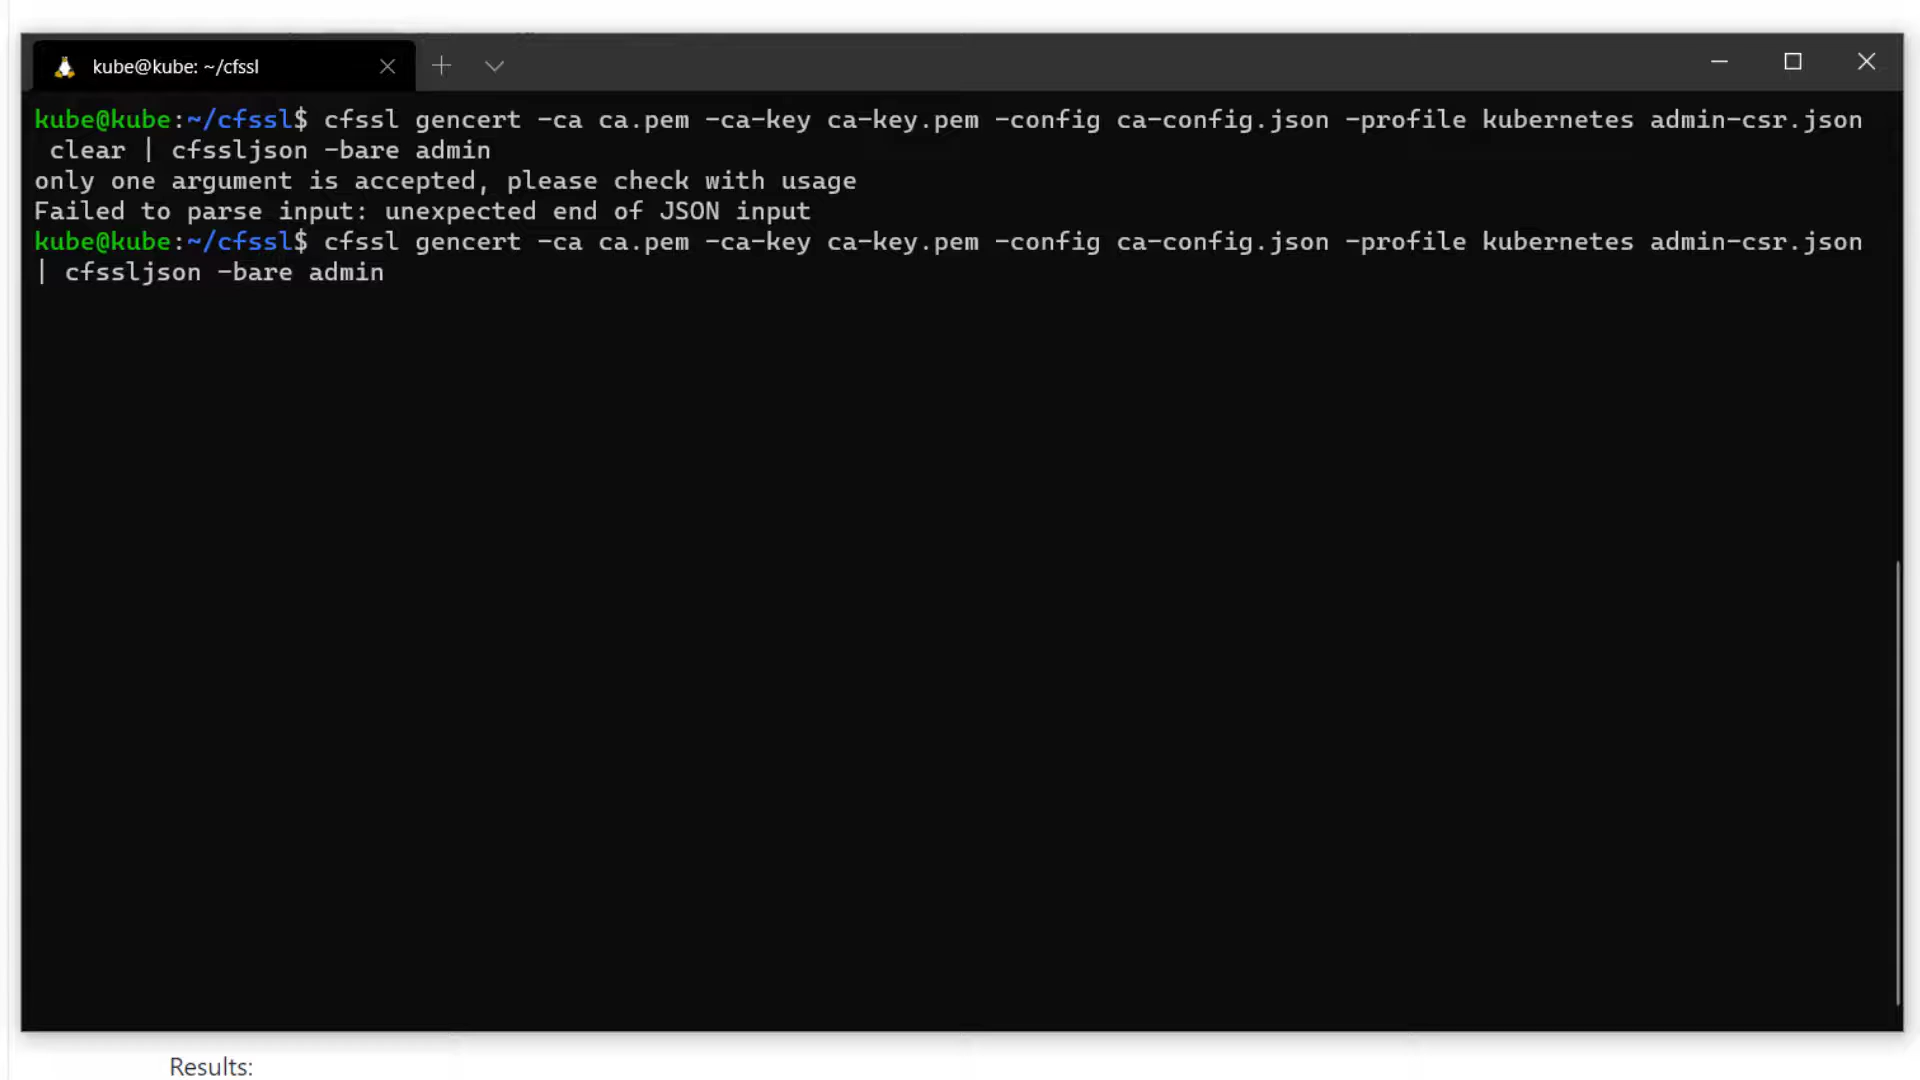 kube@kube: ~/cfssl
kube@kube:~/cfssl$ cfssl gencert -ca ca.pem -ca-key ca-key.pem -config ca-config.json -profile kubernetes admin-csr.json
clear | cfssljson -bare admin
only one argument is accepted, please check with usage
Failed to parse input: unexpected end of JSON input
kube@kube:~/cfssl$ cfssl gencert -ca ca.pem -ca-key ca-key.pem -config ca-config.json -profile kubernetes admin-csr.json
| cfssljson -bare admin
Results: